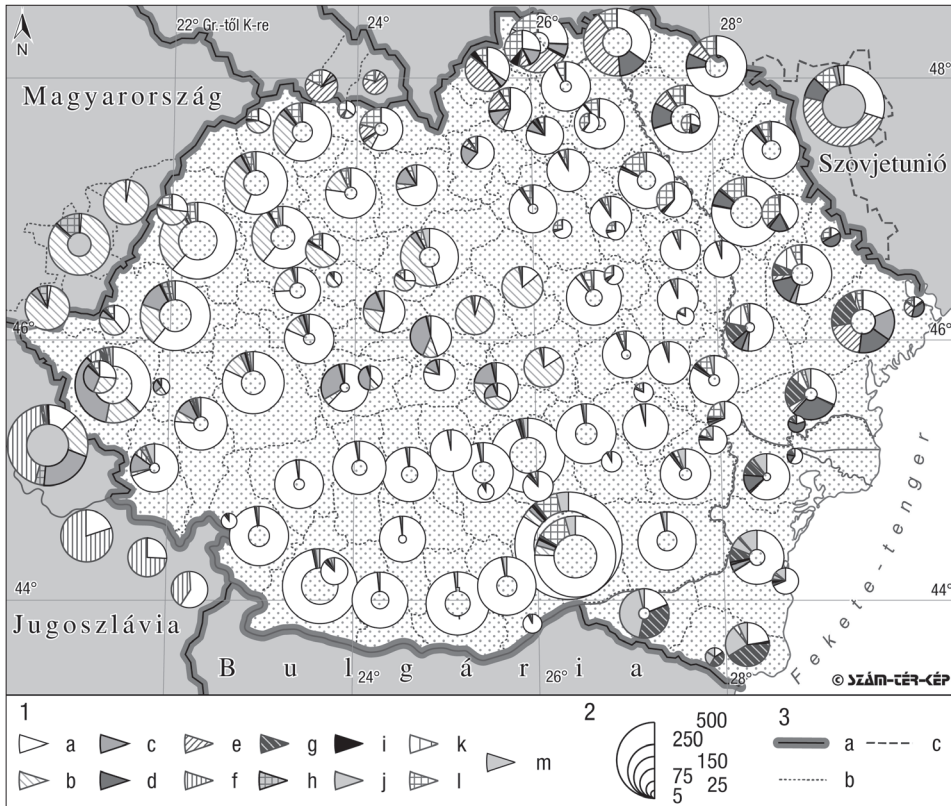 22° Gr.-től K-re
24°
26°
28°
N
48°
Magyarország
Szovjetunió
46°
46°
44°
44°
Jugoszlávia
Bulgária
24°
26°
28°
Fekete-tenger
© SZÁM-TÉR-KÉP
1
a
c
e
g
i
k
m
b
d
f
h
j
l
2
500
250
150
75
25
5
3
a
c
b